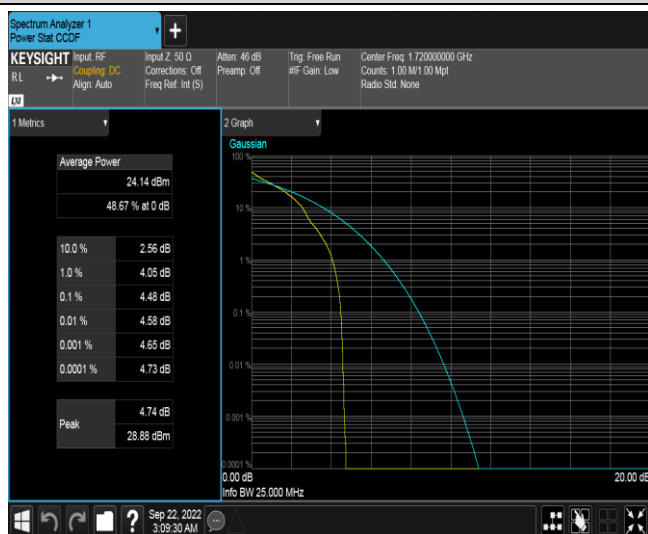 Spectrum Analyzer 1
Power Stat CCDF
+
KEYSIGHT
RL
LXI
Input: RF
Coupling: DC
Align: Auto
Input Z: 50 Ω
Corrections: Off
Freq Ref: Int (S)
Atten: 46 dB
Preamp: Off
Trig: Free Run
#IF Gain: Low
Center Freq: 1.720000000 GHz
Counts: 1.00 M/1.00 Mpt
Radio Std: None
1 Metrics
Average Power
24.14 dBm
48.67 % at 0 dB
10.0 % 2.56 dB
1.0 % 4.05 dB
0.1 % 4.48 dB
0.01 % 4.58 dB
0.001 % 4.65 dB
0.0001 % 4.73 dB
Peak
4.74 dB
28.88 dBm
2 Graph
Gaussian
100 %
10 %
1 %
0.1 %
0.01 %
0.001 %
0.0001 %
0.00 dB 20.00 dB
Info BW 25.000 MHz
?
Sep 22, 2022
3:09:30 AM